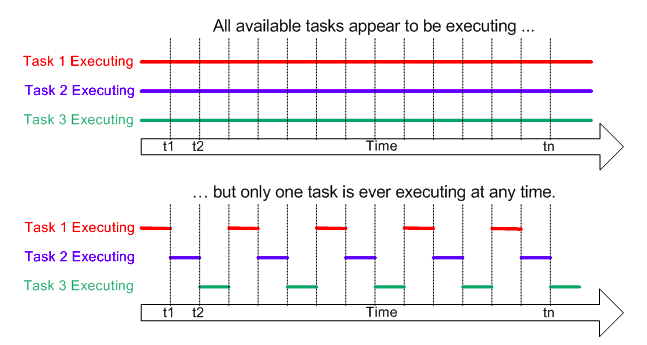 All available tasks appear to be executing ...
Task 1 Executing
Task 2 Executing
Task 3 Executing
t1 t2 Time tn
… but only one task is ever executing at any time.
Task 1 Executing
Task 2 Executing
Task 3 Executing
t1 t2 Time tn